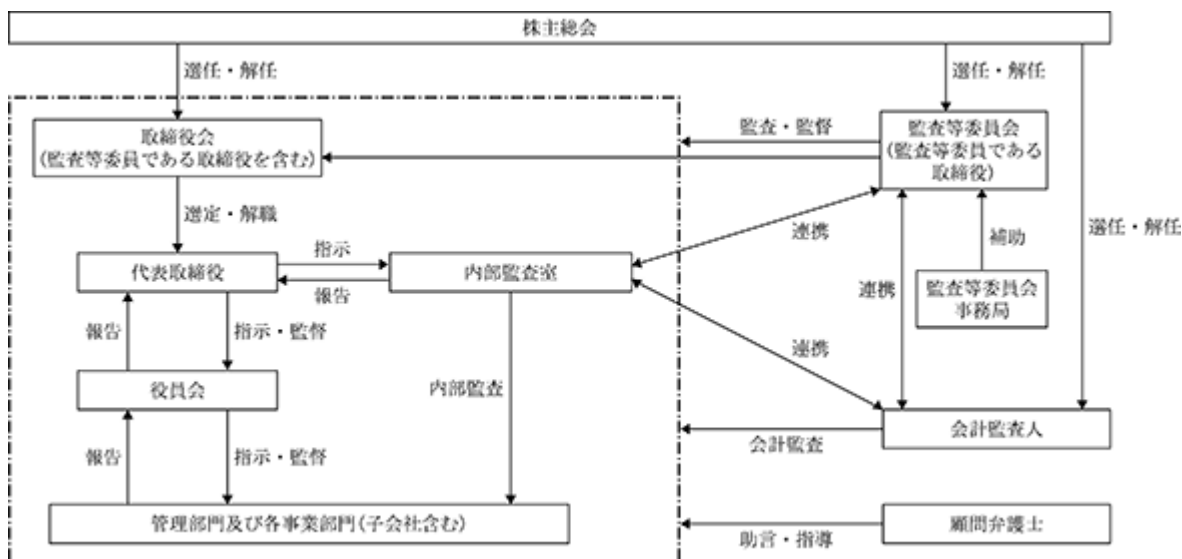 株主総会
選任・解任
選任・解任
取締役会
(監査等委員である取締役を含む)
監査・監督
監査等委員会
(監査等委員である
取締役)
選定・解職
連携
補助
選任・解任
代表取締役
指示
報告
内部監査室
連携
監査等委員会
事務局
報告
指示・監督
連携
役員会
内部監査
会計監査人
会計監査
報告
指示・監督
管理部門及び各事業部門(子会社含む)
顧問弁護士
助言・指導